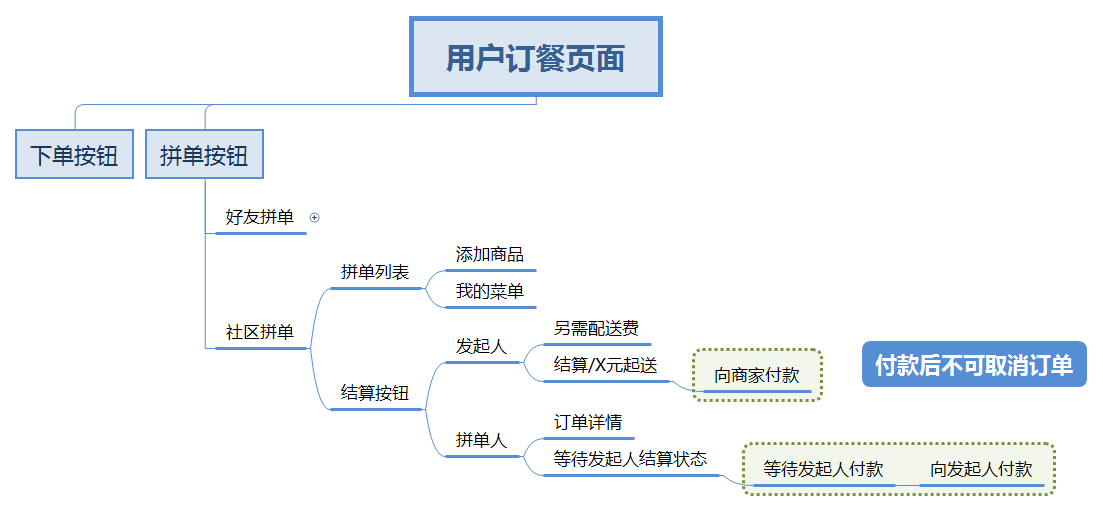 用户订餐页面
下单按钮
拼单按钮
好友拼单
社区拼单
拼单列表
添加商品
我的菜单
结算按钮
发起人
另需配送费
结算/X元起送
向商家付款
拼单人
订单详情
等待发起人结算状态
等待发起人付款
向发起人付款
付款后不可取消订单